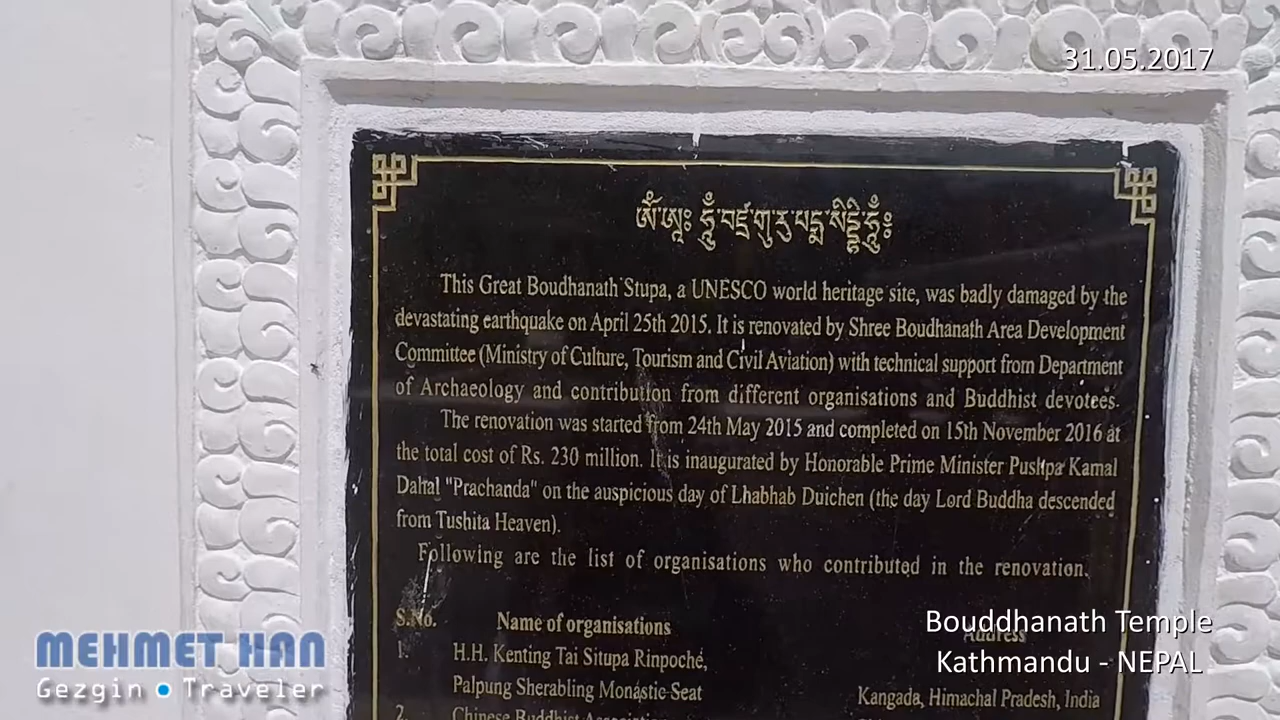 31.05.2017
ༀ་ཨཱཿ་ཧཱུྃ་བཛྲ་གུ་རུ་པདྨ་སིདྡྷི་ཧཱུྃ༔
This Great Boudhanath Stupa, a UNESCO world heritage site, was badly damaged by the
devastating earthquake on April 25th 2015. It is renovated by Shree Boudhanath Area Development
Committee (Ministry of Culture, Tourism and Civil Aviation) with technical support from Department
of Archaeology and contribution from different organisations and Buddhist devotees.
The renovation was started from 24th May 2015 and completed on 15th November 2016 at
the total cost of Rs. 230 million. It is inaugurated by Honorable Prime Minister Pushpa Kamal
Dahal "Prachanda" on the auspicious day of Lhabhab Duichen (the day Lord Buddha descended
from Tushita Heaven).
Following are the list of organisations who contributed in the renovation.
S.No. Name of organisations Address
1. H.H. Kenting Tai Situpa Rinpoché,
Palpung Sherabling Monastic Seat Kangada, Himachal Pradesh, India
2. Chinese Buddhist Association
Bouddhanath Temple
Kathmandu - NEPAL
MEHMET HAN
Gezgin Traveler